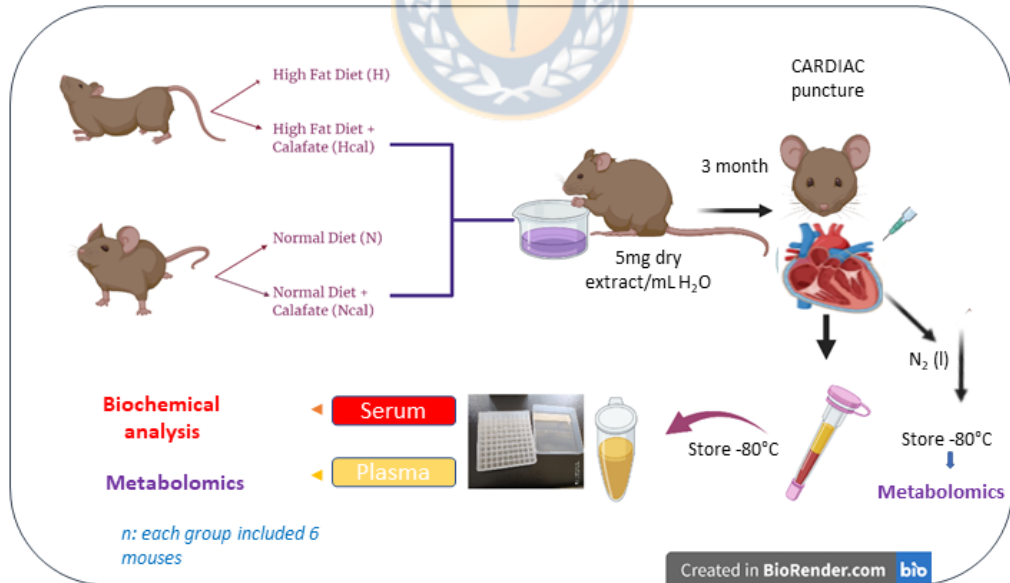 High Fat Diet (H)
High Fat Diet +
Calafate (Hcal)
Normal Diet (N)
Normal Diet +
Calafate (Ncal)
5mg dry
extract/mL H₂O
3 month
CARDIAC
puncture
N₂ (l)
Store -80°C
Metabolomics
Store -80°C
Serum
Biochemical
analysis
Plasma
Metabolomics
n: each group included 6
mouses
Created in BioRender.com bio